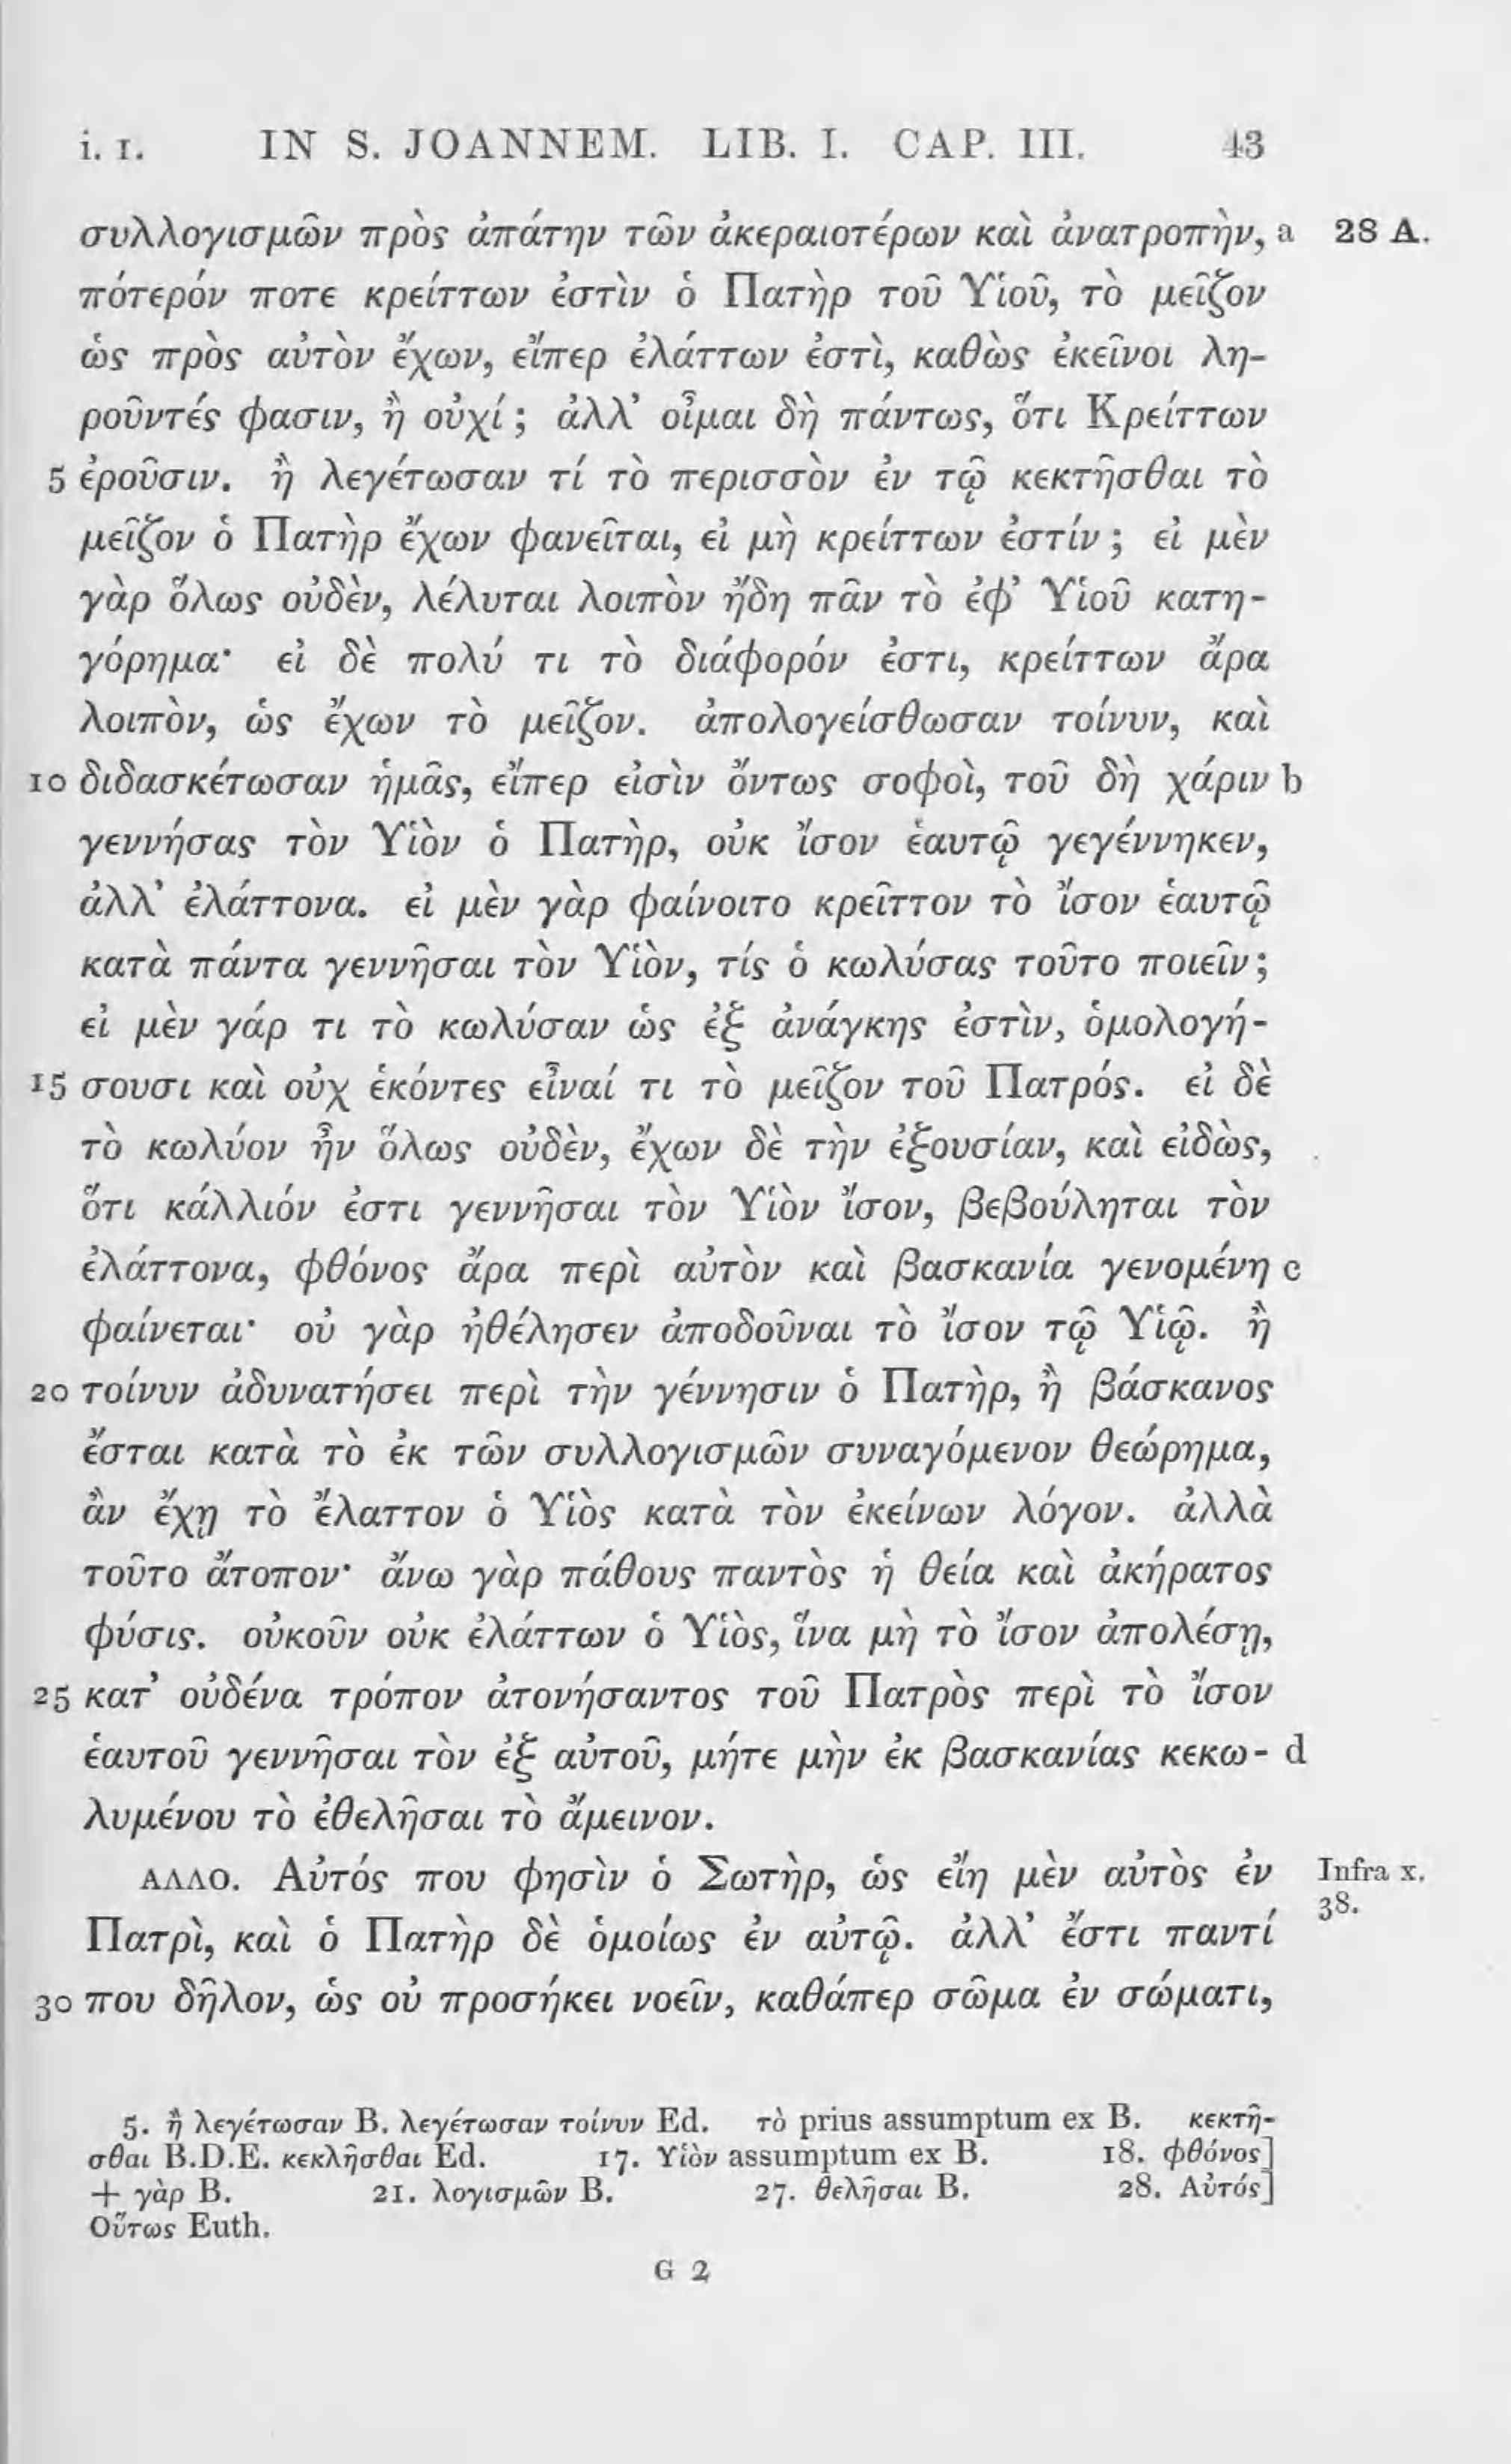 i. 1. IN S. JOANNEM. LIB. I. CAP. III. 43
συλλογισμῶν πρὸς ἀπάτην τῶν ἀκεραιοτέρων καὶ ἀνατροπὴν, a 28 A.
πότερόν ποτε κρείττων ἐστὶν ὁ Πατὴρ τοῦ Υἱοῦ, τὸ μεῖζον
ὡς πρὸς αὐτὸν ἔχων, εἴπερ ἐλάττων ἐστὶ, καθὼς ἐκεῖνοι λη-
ροῦντές φασιν, ἢ οὐχί; ἀλλ’ οἶμαι δὴ πάντως, ὅτι Κρείττων
5 ἐροῦσιν. ἢ λεγέτωσαν τί τὸ περισσὸν ἐν τῷ κεκτῆσθαι τὸ
μεῖζον ὁ Πατὴρ ἔχων φανεῖται, εἰ μὴ κρείττων ἐστίν; εἰ μὲν
γὰρ ὅλως οὐδὲν, λέλυται λοιπὸν ἤδη πᾶν τὸ ἐφ’ Υἱοῦ κατη-
γόρημα· εἰ δὲ πολύ τι τὸ διάφορόν ἐστι, κρείττων ἄρα
λοιπὸν, ὡς ἔχων τὸ μεῖζον. ἀπολογείσθωσαν τοίνυν, καὶ
10 διδασκέτωσαν ἡμᾶς, εἴπερ εἰσὶν ὄντως σοφοὶ, τοῦ δὴ χάριν b
γεννήσας τὸν Υἱὸν ὁ Πατὴρ, οὐκ ἴσον ἑαυτῷ γεγέννηκεν,
ἀλλ’ ἐλάττονα. εἰ μὲν γὰρ φαίνοιτο κρεῖττον τὸ ἴσον ἑαυτῷ
κατὰ πάντα γεννῆσαι τὸν Υἱὸν, τίς ὁ κωλύσας τοῦτο ποιεῖν;
εἰ μὲν γάρ τι τὸ κωλύσαν ὡς ἐξ ἀνάγκης ἐστὶν, ὁμολογή-
15 σουσι καὶ οὐχ ἑκόντες εἶναί τι τὸ μεῖζον τοῦ Πατρός. εἰ δὲ
τὸ κωλύον ἦν ὅλως οὐδὲν, ἔχων δὲ τὴν ἐξουσίαν, καὶ εἰδὼς,
ὅτι κάλλιόν ἐστι γεννῆσαι τὸν Υἱὸν ἴσον, βεβούληται τὸν
ἐλάττονα, φθόνος ἄρα περὶ αὐτὸν καὶ βασκανία γενομένη c
φαίνεται· οὐ γὰρ ἠθέλησεν ἀποδοῦναι τὸ ἴσον τῷ Υἱῷ. ἢ
20 τοίνυν ἀδυνατήσει περὶ τὴν γέννησιν ὁ Πατὴρ, ἢ βάσκανος
ἔσται κατὰ τὸ ἐκ τῶν συλλογισμῶν συναγόμενον θεώρημα,
ἂν ἔχῃ τὸ ἔλαττον ὁ Υἱὸς κατὰ τὸν ἐκείνων λόγον. ἀλλὰ
τοῦτο ἄτοπον· ἄνω γὰρ πάθους παντὸς ἡ θεία καὶ ἀκήρατος
φύσις. οὐκοῦν οὐκ ἐλάττων ὁ Υἱὸς, ἵνα μὴ τὸ ἴσον ἀπολέσῃ,
25 κατ’ οὐδένα τρόπον ἀτονήσαντος τοῦ Πατρὸς περὶ τὸ ἴσον
ἑαυτοῦ γεννῆσαι τὸν ἐξ αὐτοῦ, μήτε μὴν ἐκ βασκανίας κεκω- d
λυμένου τὸ ἐθελῆσαι τὸ ἄμεινον.
ΑΛΛΟ. Αὐτός που φησὶν ὁ Σωτὴρ, ὡς εἴη μὲν αὐτὸς ἐν Infra x.
38.
Πατρὶ, καὶ ὁ Πατὴρ δὲ ὁμοίως ἐν αὐτῷ. ἀλλ’ ἔστι παντί
30 που δῆλον, ὡς οὐ προσήκει νοεῖν, καθάπερ σῶμα ἐν σώματι,
5. ἢ λεγέτωσαν B. λεγέτωσαν τοίνυν Ed. τὸ prius assumptum ex B. κεκτῆ-
σθαι B.D.E. κεκλῆσθαι Ed. 17. Υἱὸν assumptum ex B. 18. φθόνος]
+ γὰρ B. 21. λογισμῶν B. 27. θελῆσαι B. 28. Αὐτός]
Οὕτως Euth.
G 2